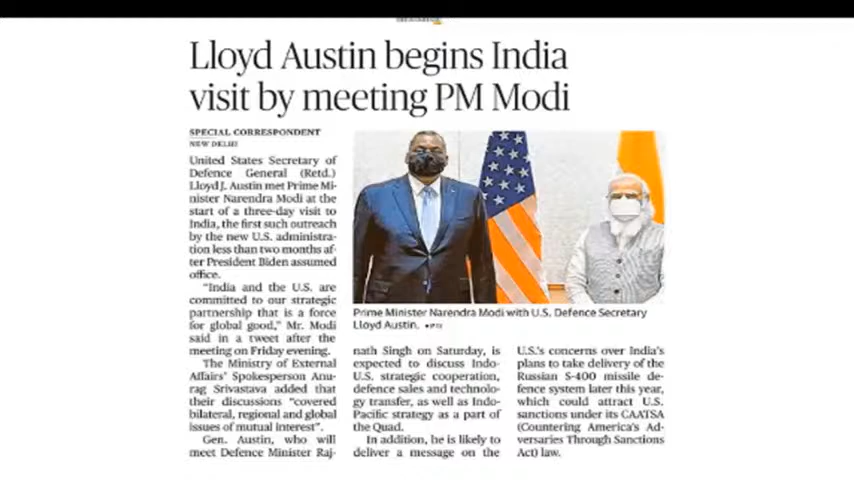 Lloyd Austin begins India
visit by meeting PM Modi
SPECIAL CORRESPONDENT
NEW DELHI
United States Secretary of
Defence General (Retd.)
Lloyd J. Austin met Prime Mi-
nister Narendra Modi at the
start of a three-day visit to
India, the first such outreach
by the new U.S. administra-
tion less than two months af-
ter President Biden assumed
office.
“India and the U.S. are
committed to our strategic
partnership that is a force
for global good,” Mr. Modi
said in a tweet after the
meeting on Friday evening.
The Ministry of External
Affairs’ Spokesperson Anu-
rag Srivastava added that
their discussions “covered
bilateral, regional and global
issues of mutual interest”.
Gen. Austin, who will
meet Defence Minister Raj-
Prime Minister Narendra Modi with U.S. Defence Secretary
Lloyd Austin. •PTI
nath Singh on Saturday, is
expected to discuss Indo-
U.S. strategic cooperation,
defence sales and technolo-
gy transfer, as well as Indo-
Pacific strategy as a part of
the Quad.
In addition, he is likely to
deliver a message on the
U.S.’s concerns over India’s
plans to take delivery of the
Russian S-400 missile de-
fence system later this year,
which could attract U.S.
sanctions under its CAATSA
(Countering America’s Ad-
versaries Through Sanctions
Act) law.